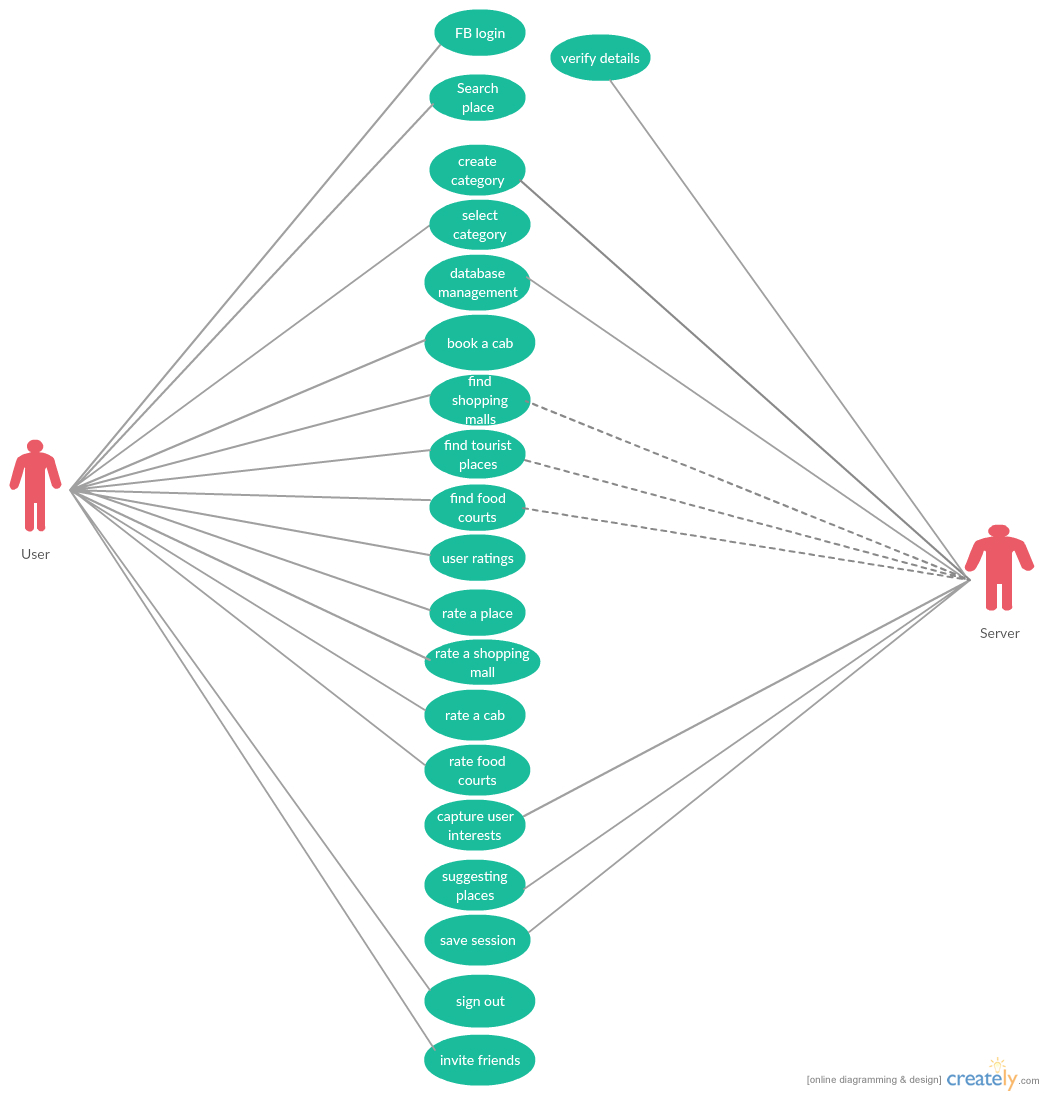 FB login
verify details
Search
place
create
category
select
category
database
management
book a cab
find
shopping
malls
find tourist
places
find food
courts
user ratings
rate a place
rate a shopping
mall
rate a cab
rate food
courts
capture user
interests
suggesting
places
save session
sign out
invite friends
User
Server
[online diagramming & design] creately.com